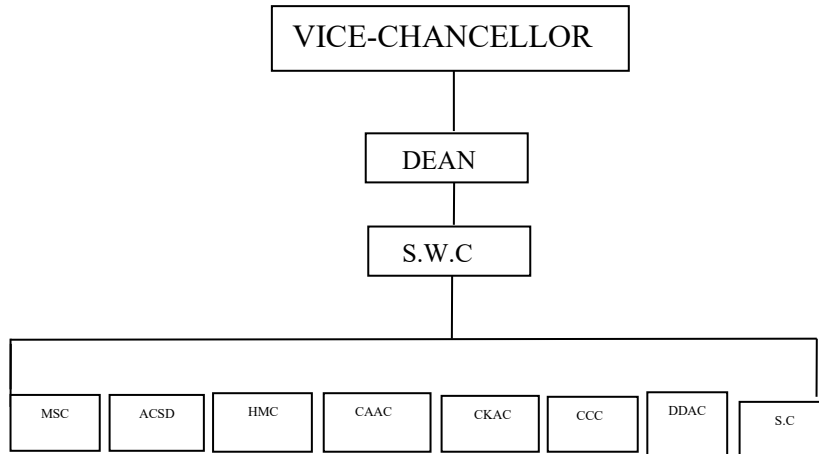 VICE-CHANCELLOR
DEAN
S.W.C
MSC
ACSD
HMC
CAAC
CKAC
CCC
DDAC
S.C